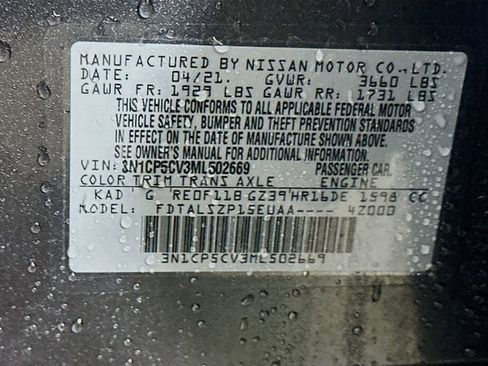 MANUFACTURED BY NISSAN MOTOR CO.,LTD.
DATE: 04/21. GVWR: 3660 LBS
GAWR FR: 1929 LBS GAWR RR: 1731 LBS
THIS VEHICLE CONFORMS TO ALL APPLICABLE FEDERAL MOTOR
VEHICLE SAFETY, BUMPER AND THEFT PREVENTION STANDARDS
IN EFFECT ON THE DATE OF MANUFACTURE SHOWN ABOVE.
SEE OWNER'S MANUAL FOR ADDITIONAL INFORMATION.
VIN: 3N1CP5CV3ML502669 PASSENGER CAR.
COLOR TRIM TRANS AXLE ENGINE
KAD ' G ' RE0F11B GZ39'HR16DE 1598 CC
MODEL: FDTALSZP15EUAA---- 4Z000
3N1CP5CV3ML502669